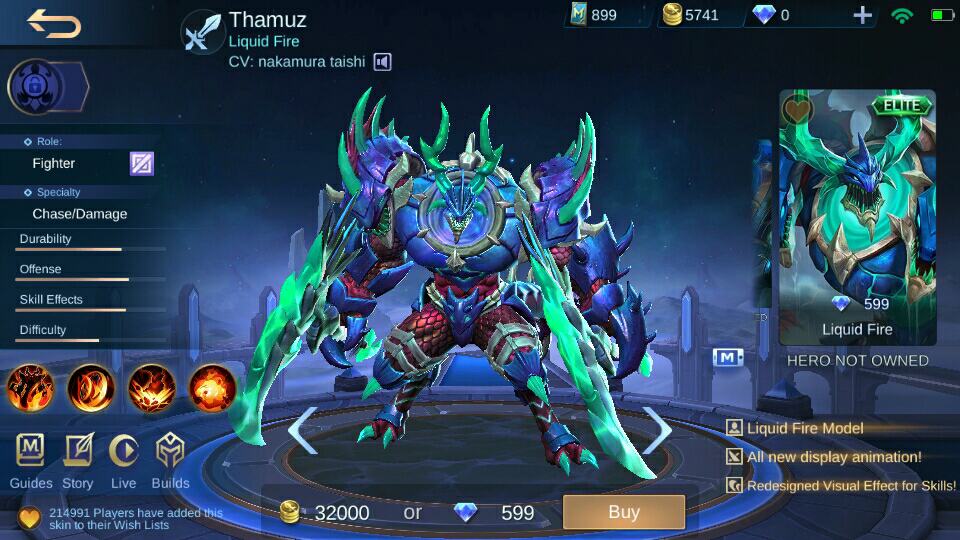 Thamuz
Liquid Fire
CV: nakamura taishi
899
5741
0
Role:
Fighter
Specialty
Chase/Damage
Durability
Offense
Skill Effects
Difficulty
Guides Story Live Builds
214991 Players have added this
skin to their Wish Lists
ELITE
599
Liquid Fire
HERO NOT OWNED
M
Liquid Fire Model
All new display animation!
Redesigned Visual Effect for Skills!
32000 or 599
Buy